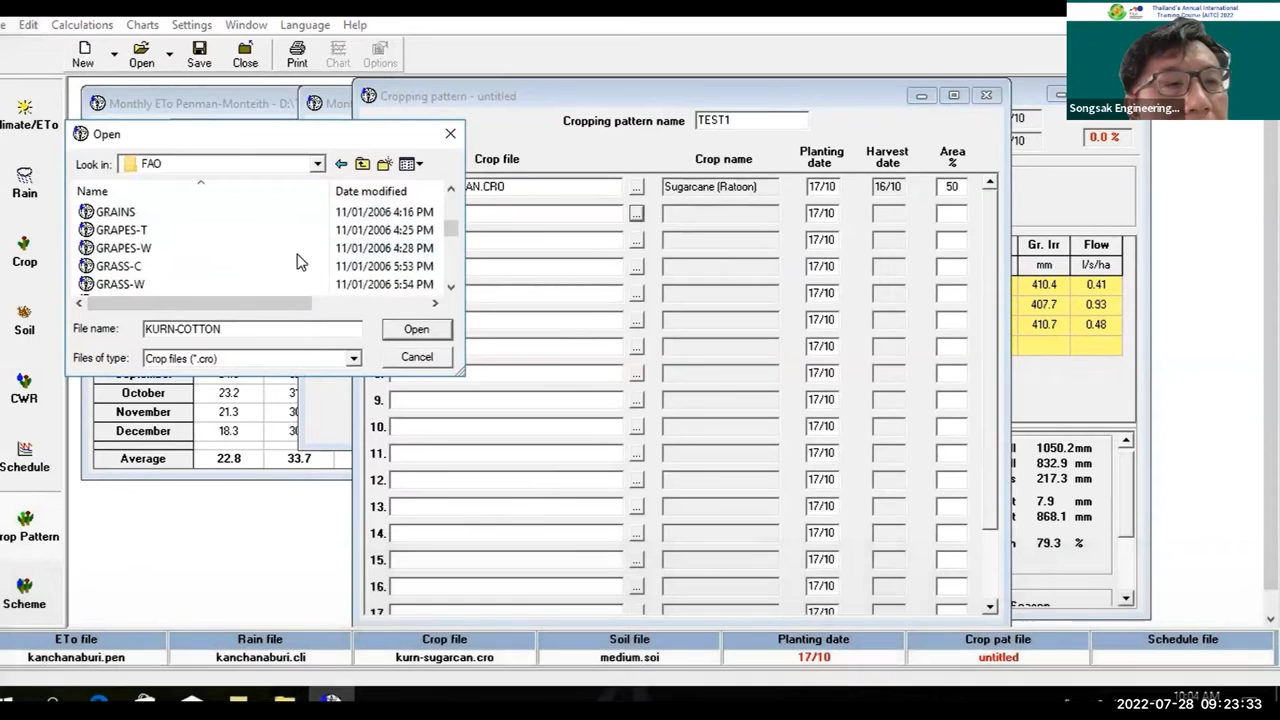 Edit Calculations Charts Settings Window Language Help
New Open Save Close Print Chart Options
Thailand's Annual International
Training Course (AITC) 2022
Songsak Engineering...
Monthly ETo Penman-Monteith - D:\
Cropping pattern - untitled
0.0 %
Cropping pattern name TEST1
Crop file Crop name Planting date Harvest date Area %
AN.CRO ... Sugarcane (Ratoon) 17/10 16/10 50
... 17/10
... 17/10
... 17/10
... 17/10
... 17/10
... 17/10
... 17/10
9. ... 17/10
10. ... 17/10
11. ... 17/10
12. ... 17/10
13. ... 17/10
14. ... 17/10
15. ... 17/10
16. ... 17/10
17. ... 17/10
Open
Look in: FAO
Name Date modified
GRAINS 11/01/2006 4:16 PM
GRAPES-T 11/01/2006 4:25 PM
GRAPES-W 11/01/2006 4:28 PM
GRASS-C 11/01/2006 5:53 PM
GRASS-W 11/01/2006 5:54 PM
File name: KURN-COTTON Open
Files of type: Crop files (*.cro) Cancel
October 23.2
November 21.3
December 18.3
Average 22.8 33.7
Gr. Irr Flow
mm l/s/ha
410.4 0.41
407.7 0.93
410.7 0.48
1050.2mm
832.9 mm
217.3 mm
7.9 mm
868.1 mm
79.3 %
limate/ETo
Rain
Crop
Soil
CWR
Schedule
rop Pattern
Scheme
ETo file Rain file Crop file Soil file Planting date Crop pat file Schedule file
kanchanaburi.pen kanchanaburi.cli kurn-sugarcan.cro medium.soi 17/10 untitled
10:04 AM
2022-07-28 09:23:33